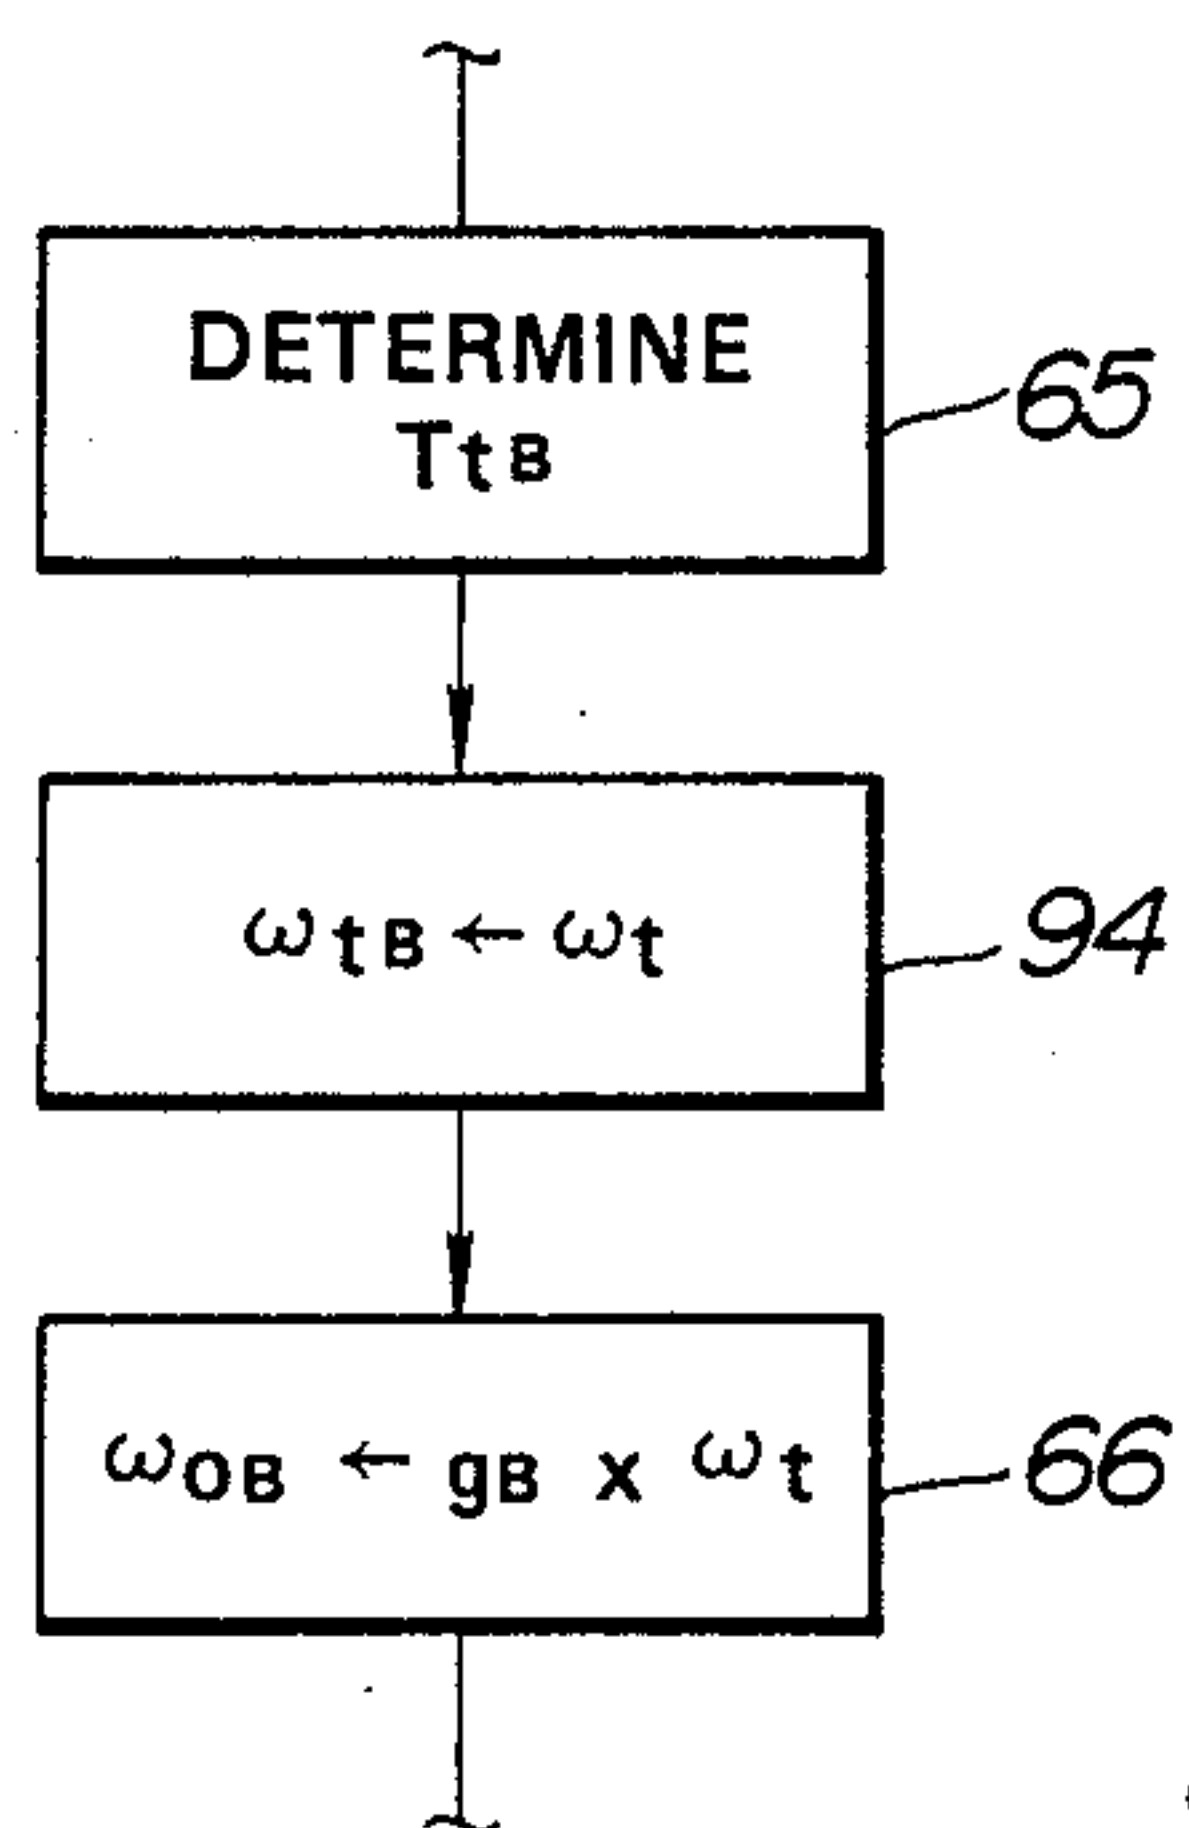 DETERMINE
TtB
65
ωtB ← ωt
94
ωOB ← gB x ωt
66